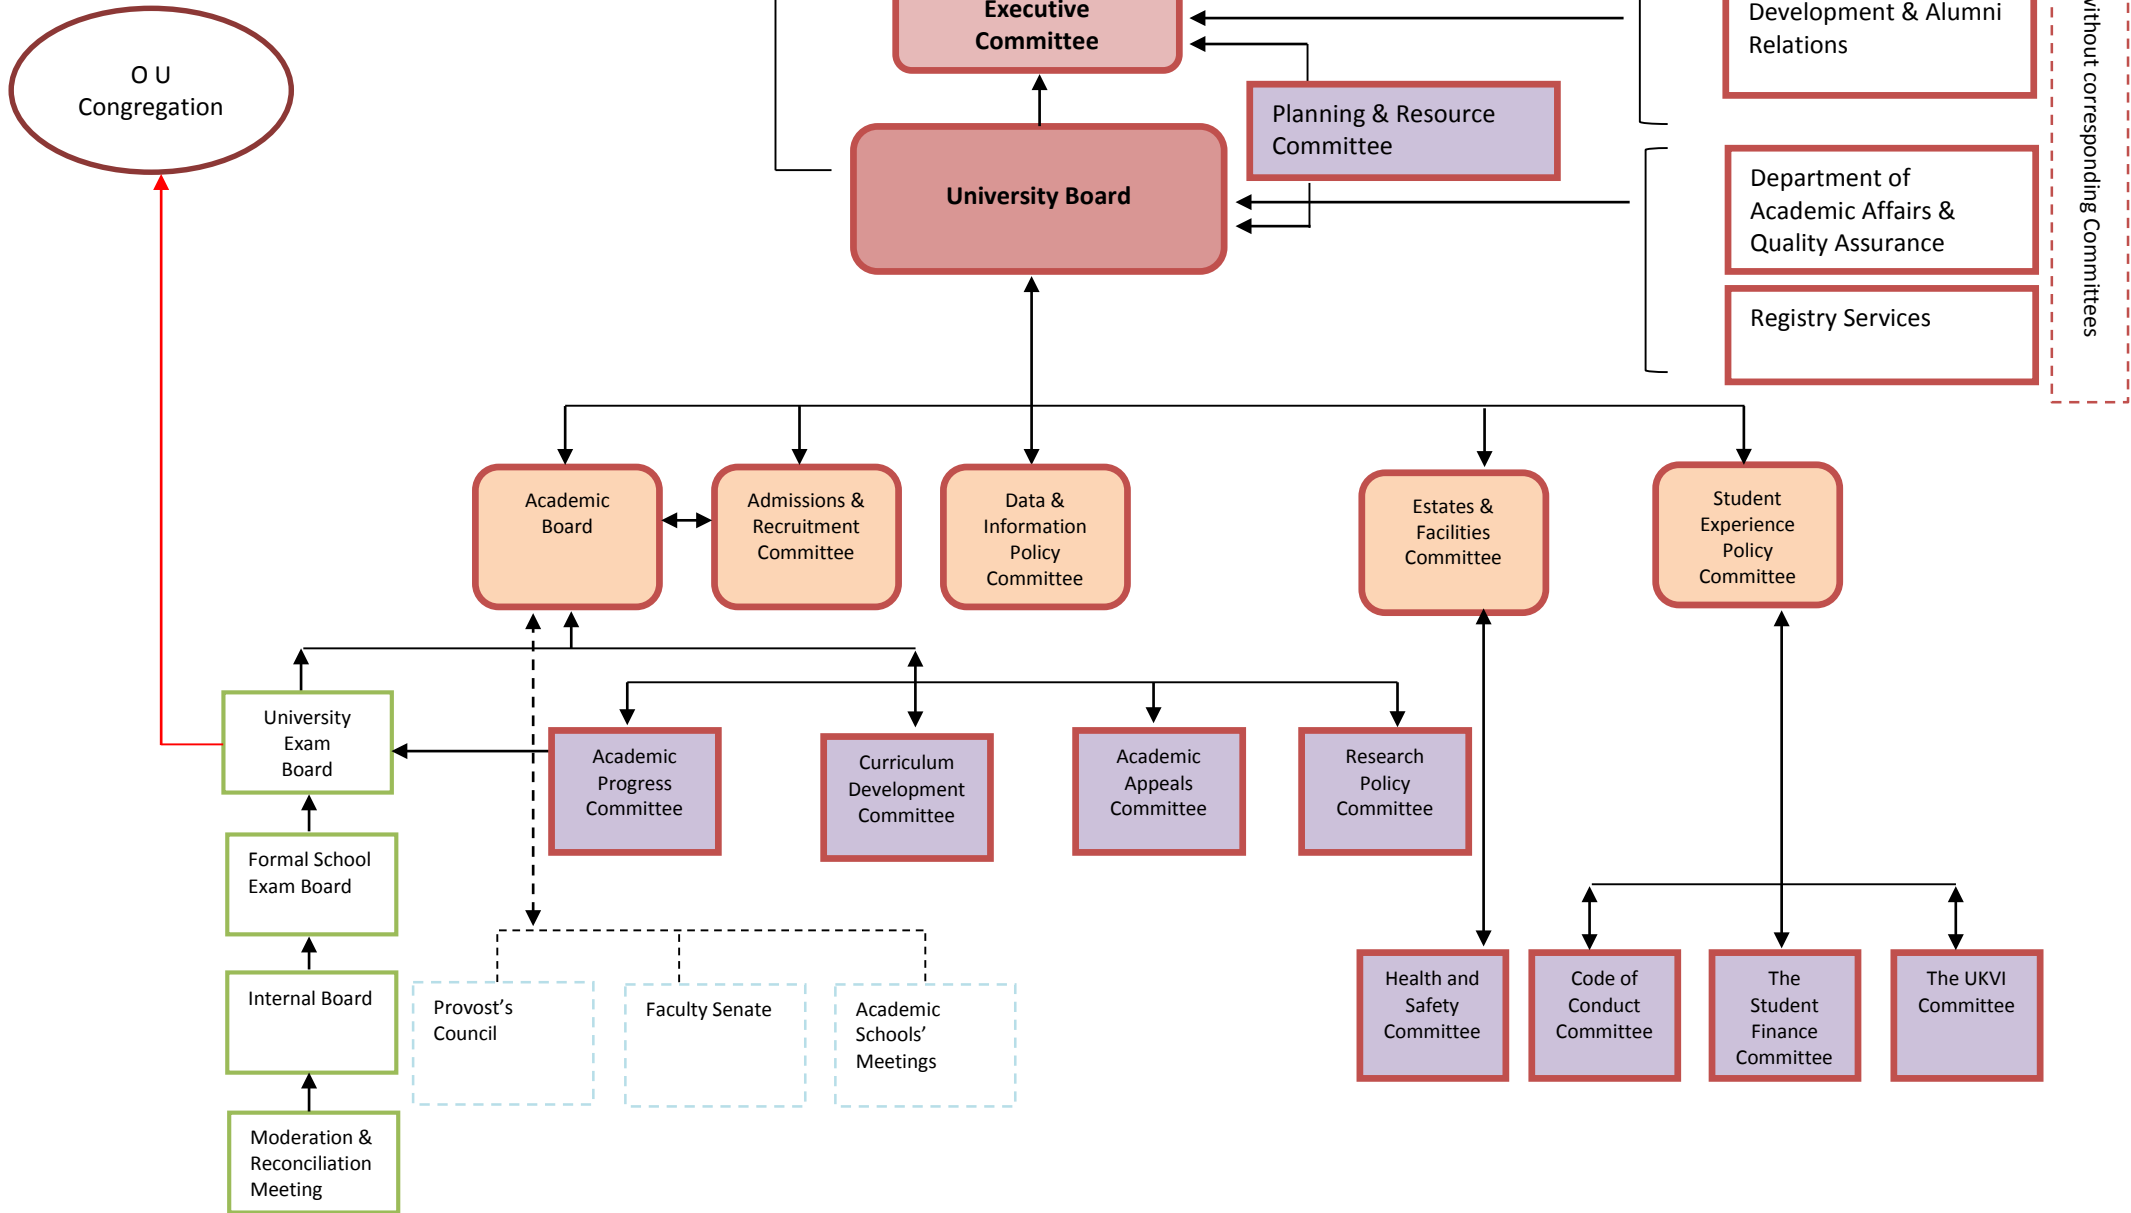 Executive
Committee
Development & Alumni
Relations
O U
Congregation
Planning & Resource
Committee
University Board
Department of
Academic Affairs &
Quality Assurance
Registry Services
without corresponding Committees
Academic
Board
Admissions &
Recruitment
Committee
Data &
Information
Policy
Committee
Estates &
Facilities
Committee
Student
Experience
Policy
Committee
University
Exam
Board
Academic
Progress
Committee
Curriculum
Development
Committee
Academic
Appeals
Committee
Research
Policy
Committee
Formal School
Exam Board
Internal Board
Provost’s
Council
Faculty Senate
Academic
Schools’
Meetings
Health and
Safety
Committee
Code of
Conduct
Committee
The
Student
Finance
Committee
The UKVI
Committee
Moderation &
Reconciliation
Meeting